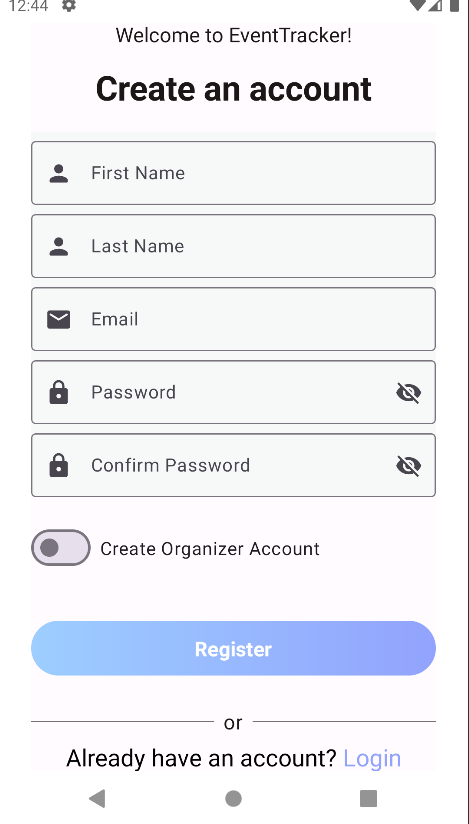 12:44
Welcome to EventTracker!
Create an account
First Name
Last Name
Email
Password
Confirm Password
Create Organizer Account
Register
or
Already have an account? Login